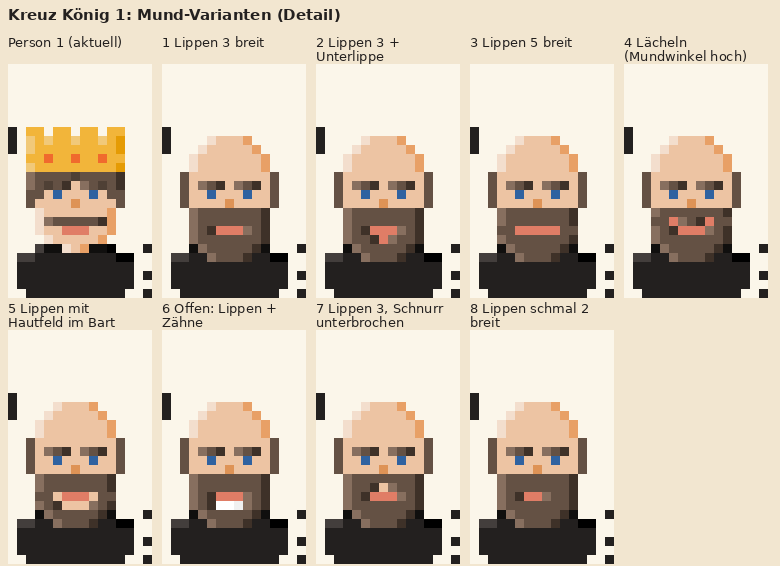 Kreuz König 1: Mund-Varianten (Detail)
Person 1 (aktuell)
1 Lippen 3 breit
2 Lippen 3 +
Unterlippe
3 Lippen 5 breit
4 Lächeln
(Mundwinkel hoch)
5 Lippen mit
Hautfeld im Bart
6 Offen: Lippen +
Zähne
7 Lippen 3, Schnurr
unterbrochen
8 Lippen schmal 2
breit